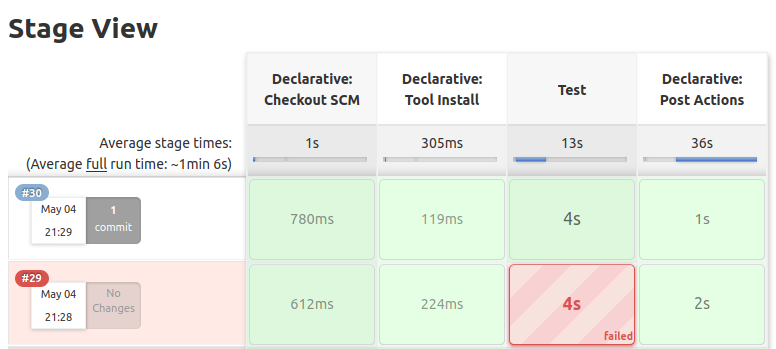 Stage View
Declarative: Checkout SCM
Declarative: Tool Install
Test
Declarative: Post Actions
Average stage times:
(Average full run time: ~1min 6s)
1s
305ms
13s
36s
#30
May 04
21:29
1
commit
780ms
119ms
4s
1s
#29
May 04
21:28
No
Changes
612ms
224ms
4s
failed
2s